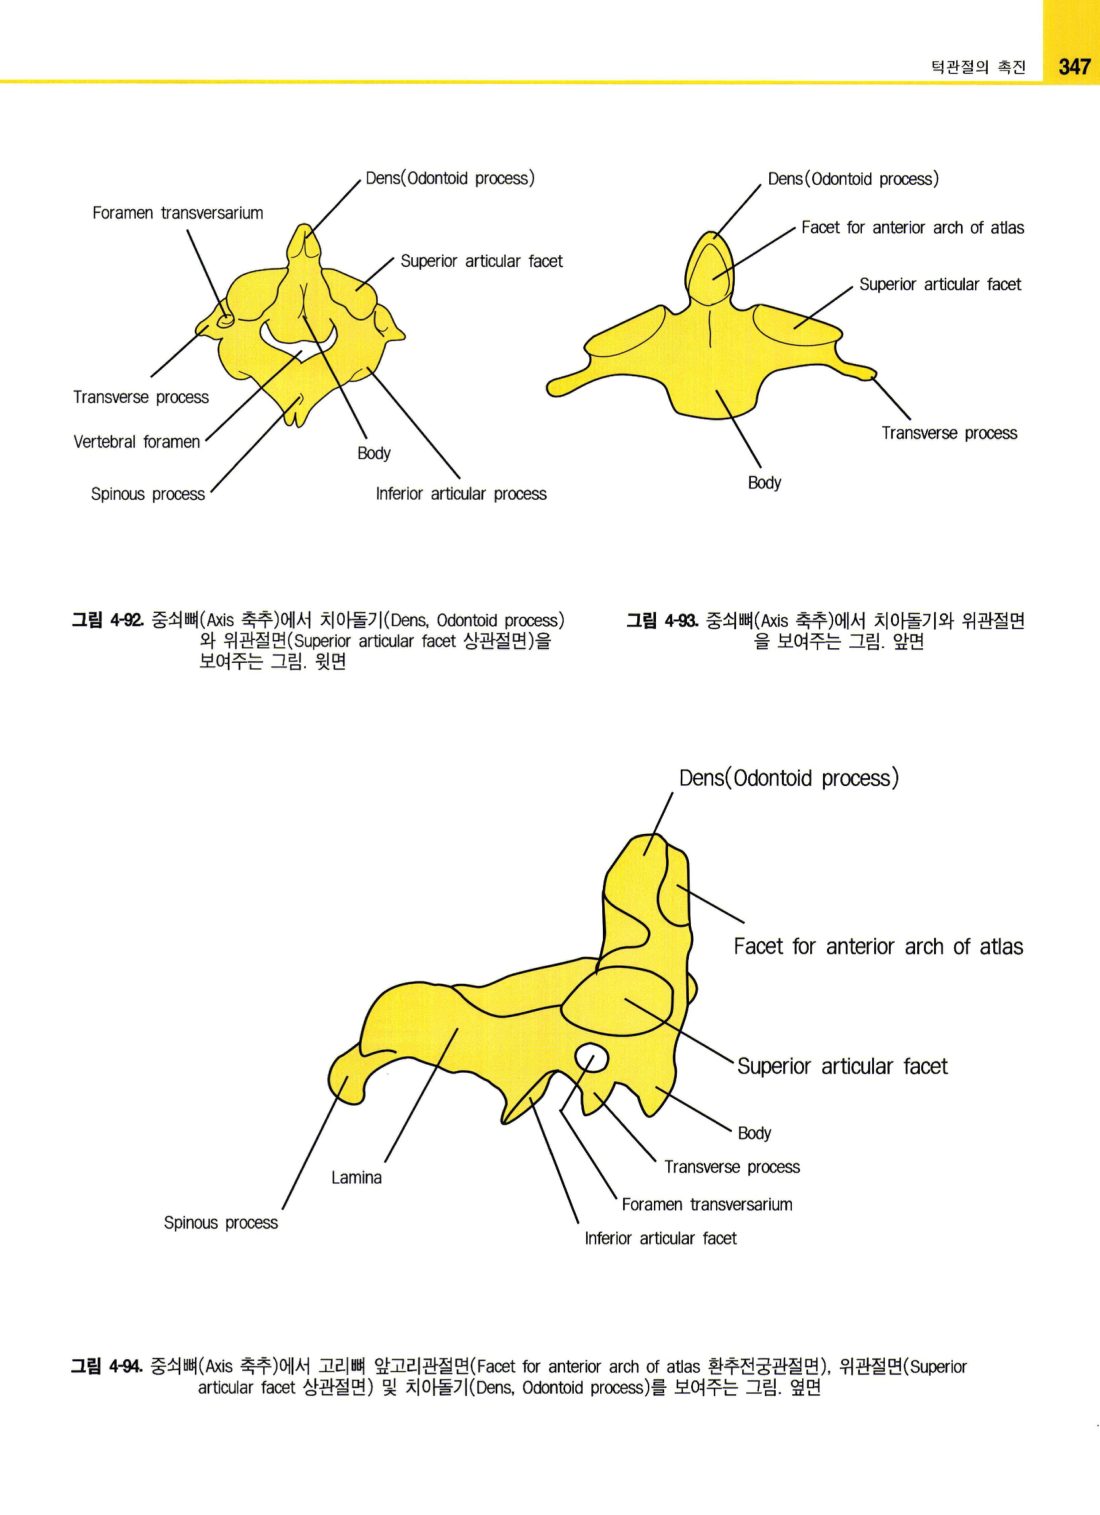 턱관절의 촉진 347
Dens(Odontoid process)
Foramen transversarium
Superior articular facet
Transverse process
Vertebral foramen
Body
Spinous process
Inferior articular process
Dens(Odontoid process)
Facet for anterior arch of atlas
Superior articular facet
Transverse process
Body
그림 4-92. 중쇠뼈(Axis 축추)에서 치아돌기(Dens, Odontoid process)
와 위관절면(Superior articular facet 상관절면)을
보여주는 그림. 윗면
그림 4-93. 중쇠뼈(Axis 축추)에서 치아돌기와 위관절면
을 보여주는 그림. 앞면
Dens(Odontoid process)
Facet for anterior arch of atlas
Superior articular facet
Body
Transverse process
Lamina
Foramen transversarium
Spinous process
Inferior articular facet
그림 4-94. 중쇠뼈(Axis 축추)에서 고리뼈 앞고리관절면(Facet for anterior arch of atlas 환추전궁관절면), 위관절면(Superior
articular facet 상관절면) 및 치아돌기(Dens, Odontoid process)를 보여주는 그림. 옆면